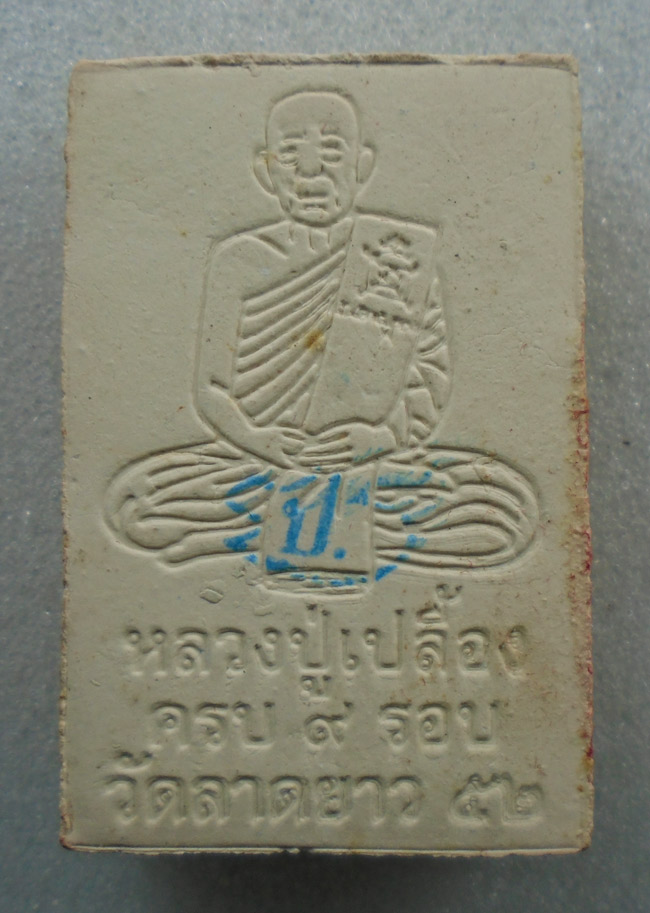 ป.
หลวงปู่เปลื้อง
ครบ ๙ รอบ
วัดลาดยาว ๕๒